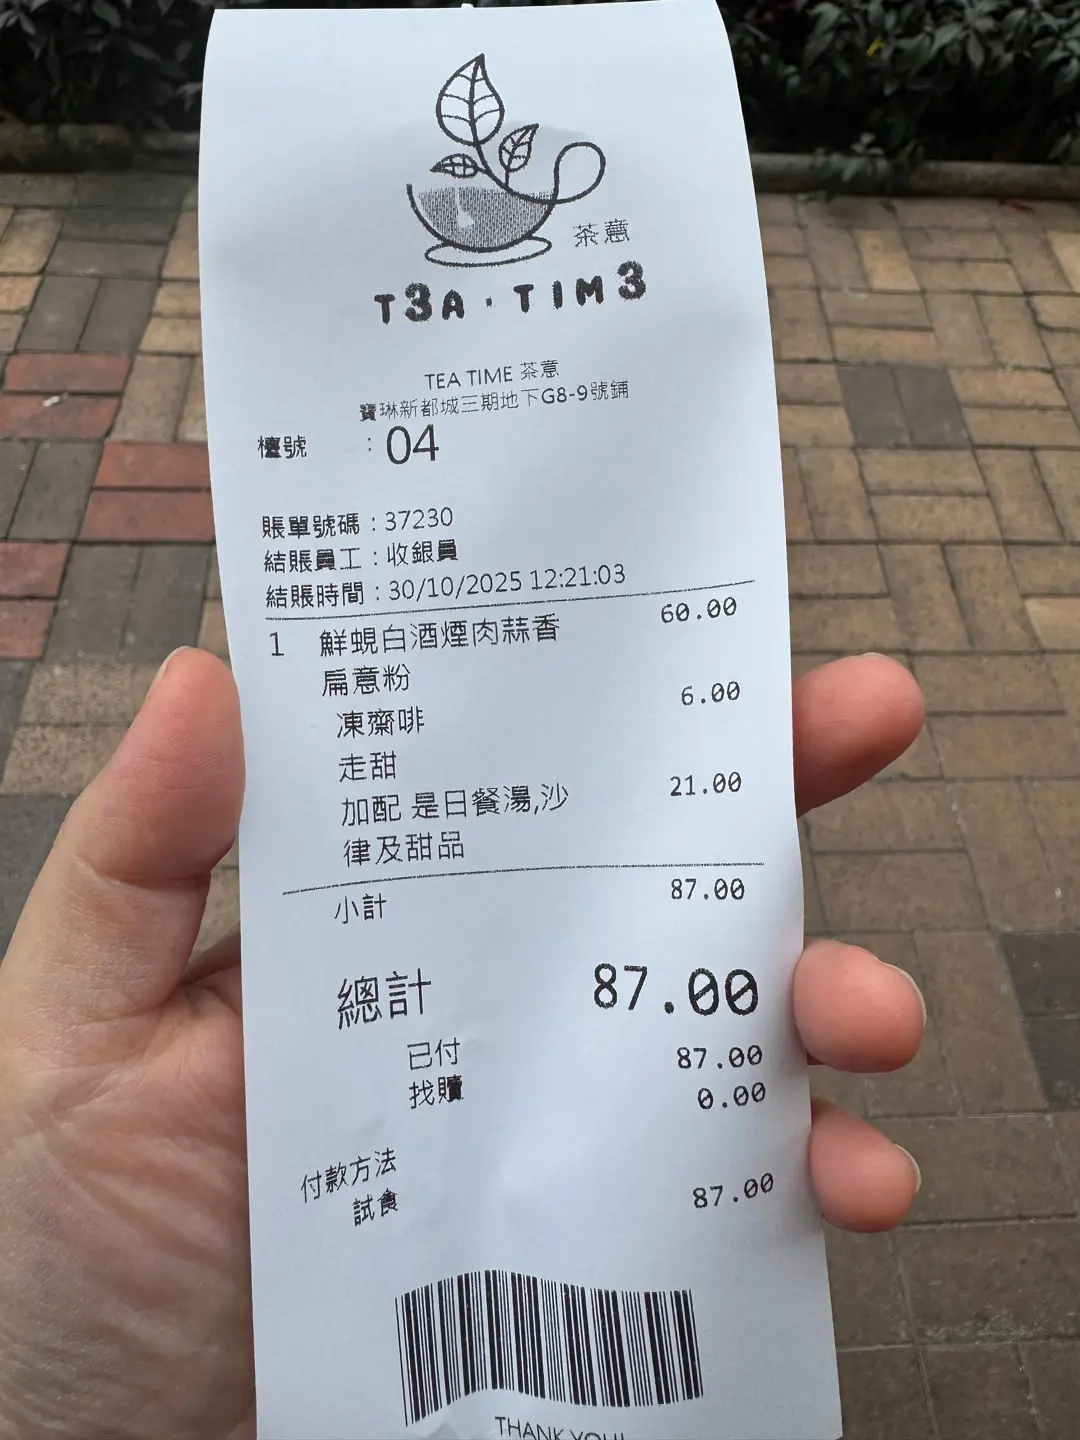 茶意
T3A · TIM3
TEA TIME 茶意
寶琳新都城三期地下G8-9號鋪
檯號 : 04
賬單號碼 : 37230
結賬員工 : 收銀員
結賬時間 : 30/10/2025 12:21:03
1 鮮蜆白酒煙肉蒜香 60.00
扁意粉
凍齋啡 6.00
走甜
加配 是日餐湯,沙 21.00
律及甜品
小計 87.00
總計 87.00
已付 87.00
找贖 0.00
付款方法
試食 87.00
THANK YOU!